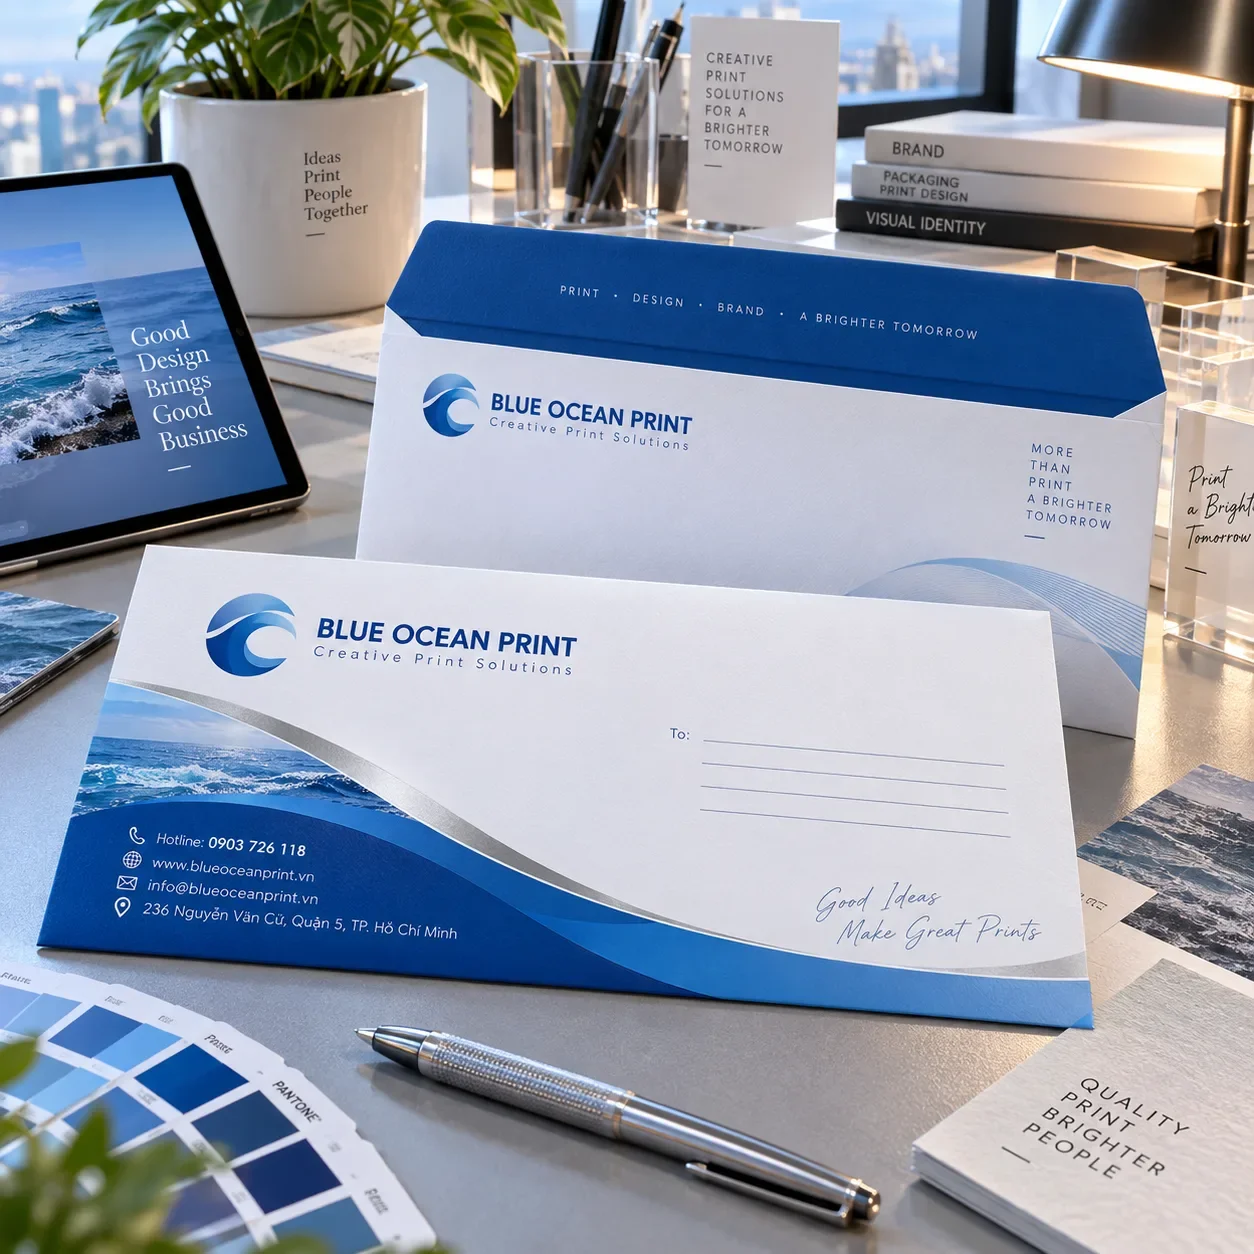 Ideas
Print
People
Together
CREATIVE
PRINT
SOLUTIONS
FOR A
BRIGHTER
TOMORROW
BRAND
PACKAGING
PRINT DESIGN
VISUAL IDENTITY
Good
Design
Brings
Good
Business
PRINT • DESIGN • BRAND • A BRIGHTER TOMORROW
BLUE OCEAN PRINT
Creative Print Solutions
MORE
THAN
PRINT
A BRIGHTER
TOMORROW
Print
a Bright
Tomorrow
BLUE OCEAN PRINT
Creative Print Solutions
To:
Hotline: 0903 726 118
www.blueoceanprint.vn
info@blueoceanprint.vn
236 Nguyễn Văn Cừ, Quận 5, TP. Hồ Chí Minh
Good Ideas
Make Great Prints
PANTONE
QUALITY
PRINT
BRIGHTER
PEOPLE